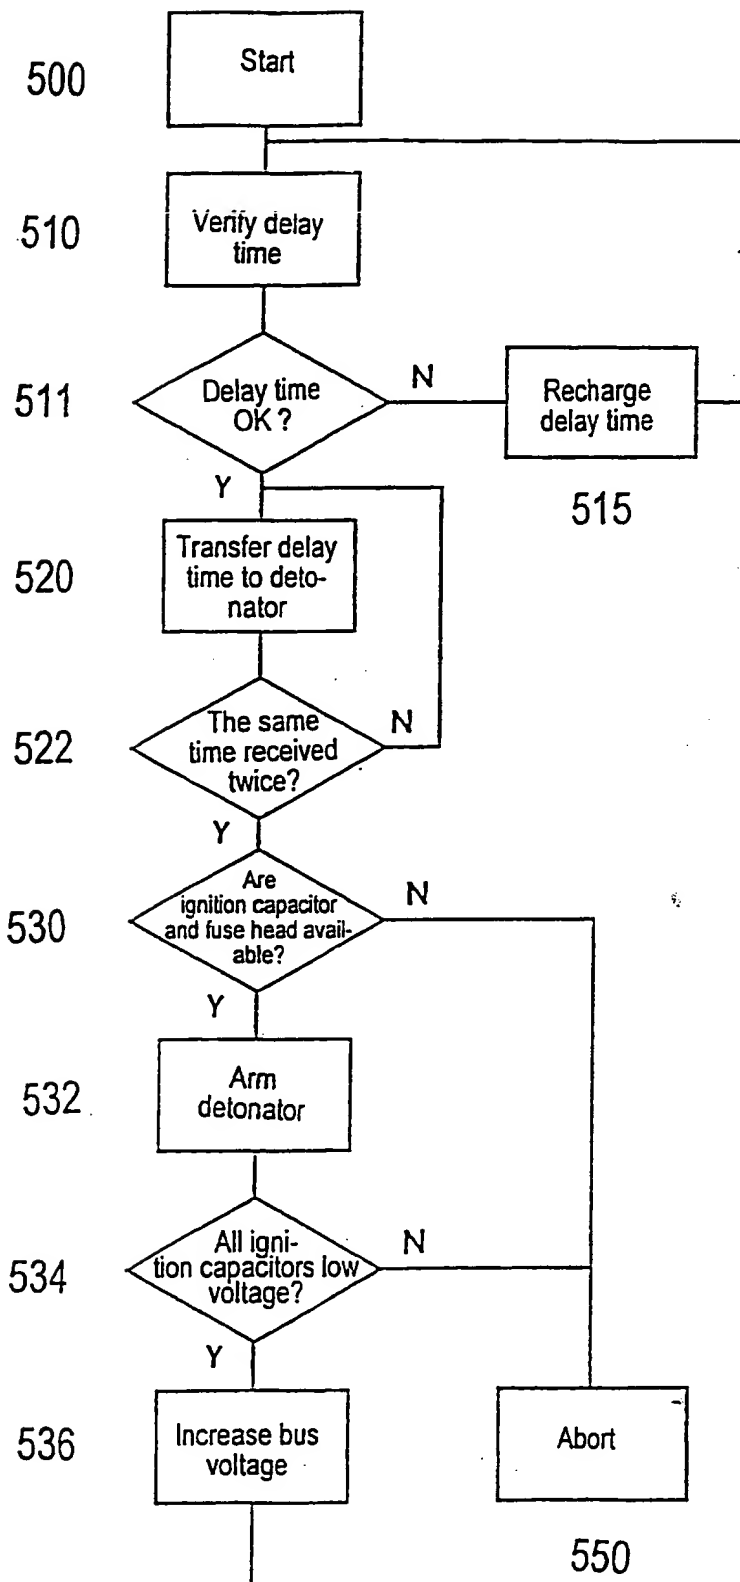 500
Start
510
Verify delay
time
511
Delay time
OK ?
N
Recharge
delay time
515
Y
520
Transfer delay
time to deto-
nator
522
The same
time received
twice?
N
Y
530
Are
ignition capacitor
and fuse head avail-
able?
N
Y
532
Arm
detonator
534
All igni-
tion capacitors low
voltage?
N
Y
536
Increase bus
voltage
Abort
550